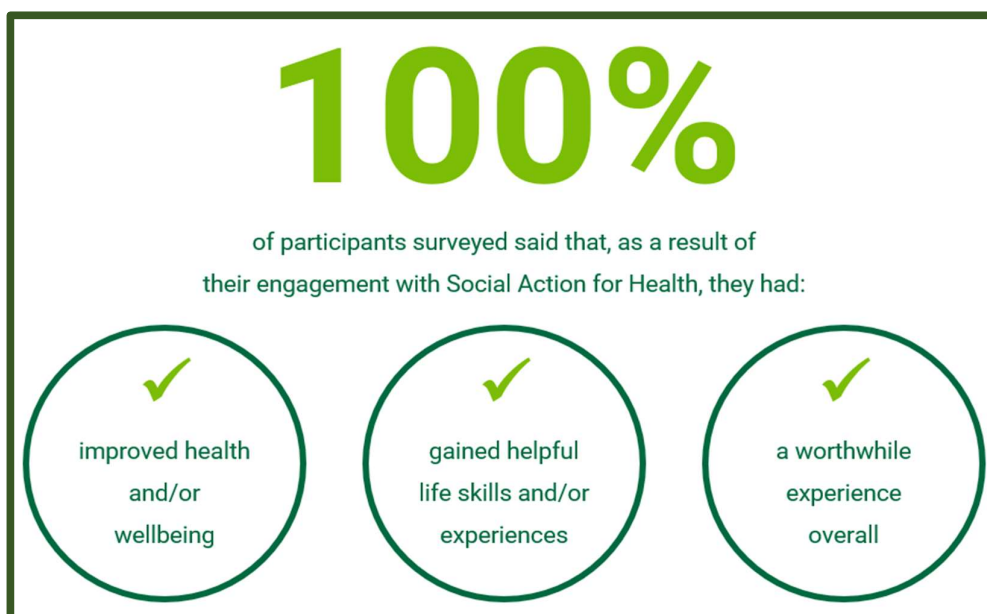 100%
of participants surveyed said that, as a result of
their engagement with Social Action for Health, they had:
improved health
and/or
wellbeing
gained helpful
life skills and/or
experiences
a worthwhile
experience
overall